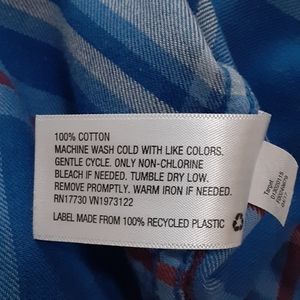 100% COTTON
MACHINE WASH COLD WITH LIKE COLORS.
GENTLE CYCLE. ONLY NON-CHLORINE
BLEACH IF NEEDED. TUMBLE DRY LOW.
REMOVE PROMPTLY. WARM IRON IF NEEDED.
RN17730 VN1973122
LABEL MADE FROM 100% RECYCLED PLASTIC
Target